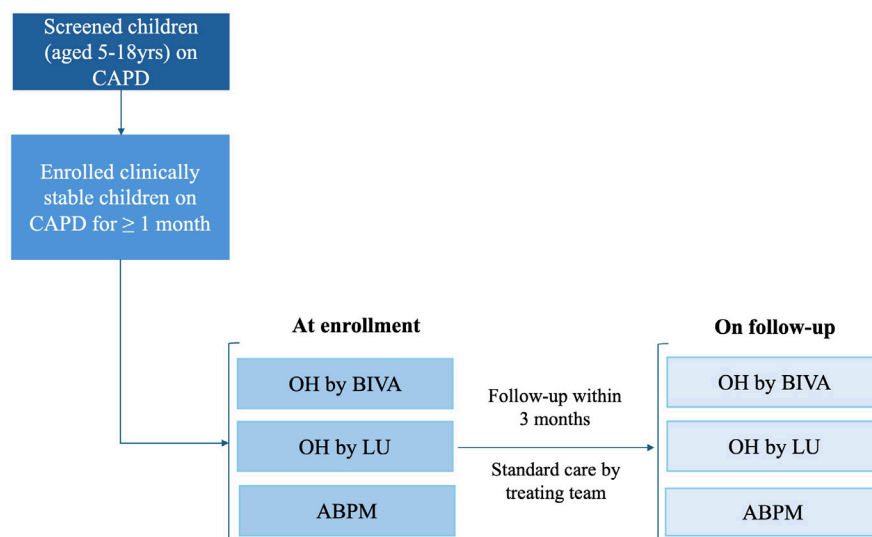 Screened children
(aged 5-18yrs) on
CAPD
Enrolled clinically
stable children on
CAPD for ≥ 1 month
At enrollment
OH by BIVA
OH by LU
ABPM
Follow-up within
3 months
Standard care by
treating team
On follow-up
OH by BIVA
OH by LU
ABPM